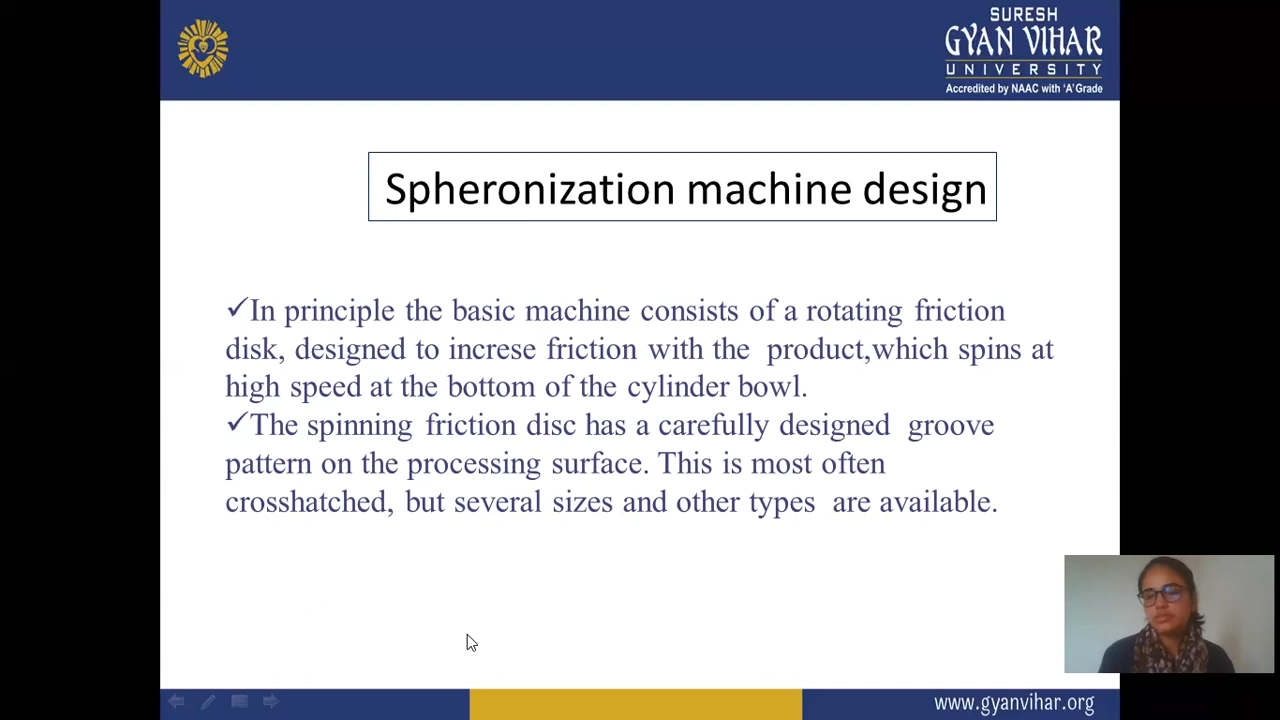 SURESH
GYAN VIHAR
UNIVERSITY
Accredited by NAAC with 'A' Grade
Spheronization machine design
✓In principle the basic machine consists of a rotating friction
disk, designed to increse friction with the product,which spins at
high speed at the bottom of the cylinder bowl.
✓The spinning friction disc has a carefully designed groove
pattern on the processing surface. This is most often
crosshatched, but several sizes and other types are available.
www.gyanvihar.org